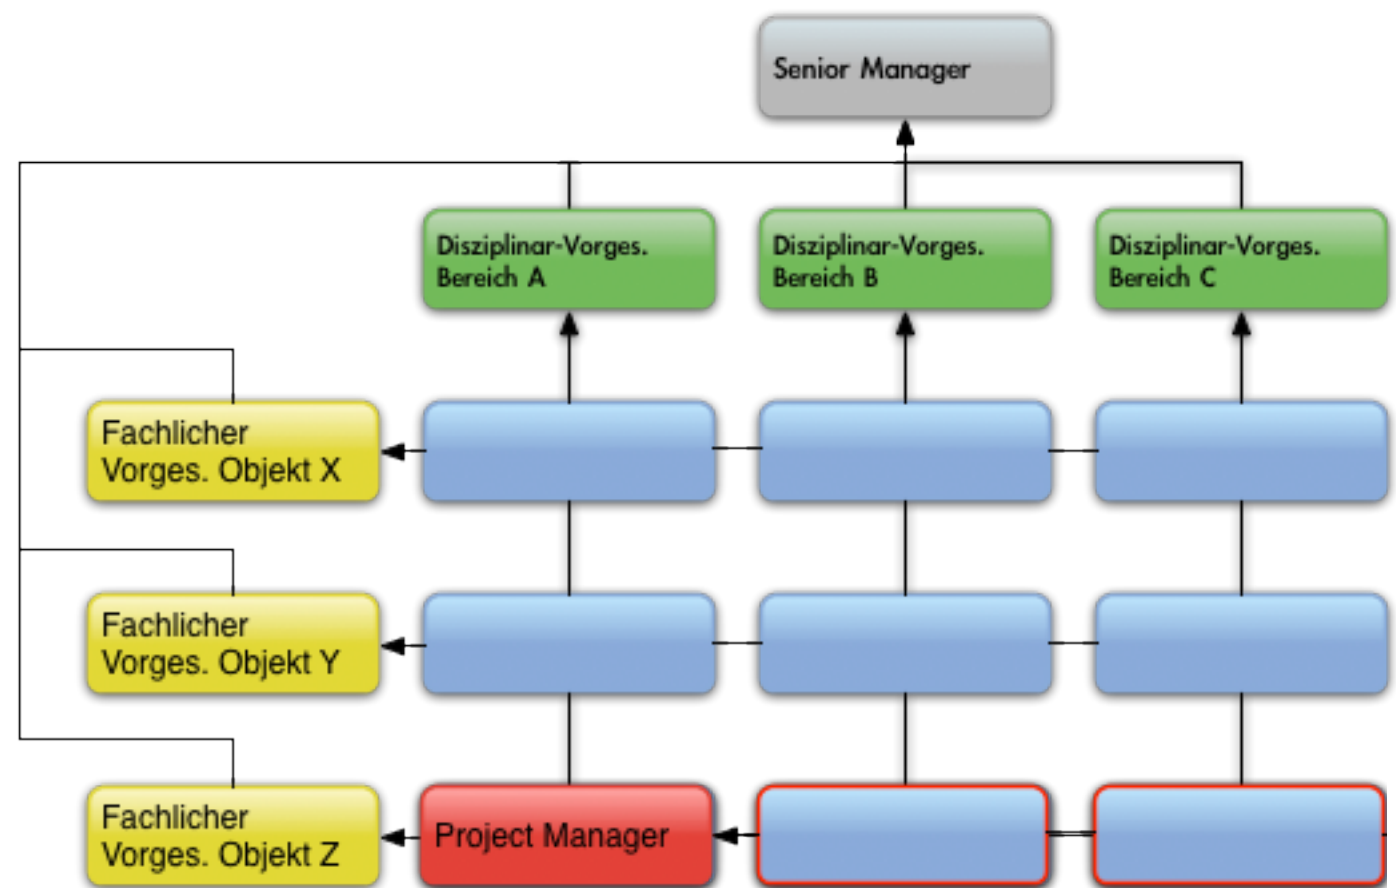 Senior Manager
Disziplinar-Vorges.
Bereich A
Disziplinar-Vorges.
Bereich B
Disziplinar-Vorges.
Bereich C
Fachlicher
Vorges. Objekt X
Fachlicher
Vorges. Objekt Y
Fachlicher
Vorges. Objekt Z
Project Manager